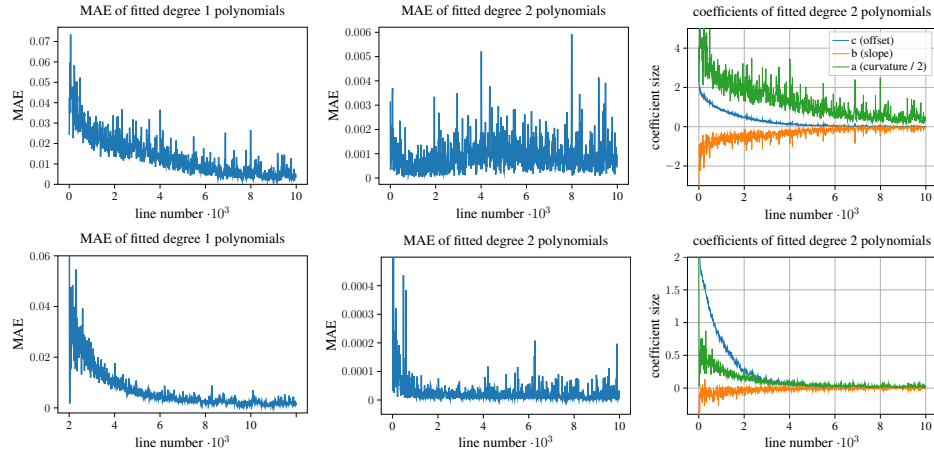 MAE of fitted degree 1 polynomials
MAE
0.07
0.06
0.05
0.04
0.03
0.02
0.01
0
0 2 4 6 8 10
line number ·10³
MAE of fitted degree 2 polynomials
MAE
0.006
0.005
0.004
0.003
0.002
0.001
0
0 2 4 6 8 10
line number ·10³
coefficients of fitted degree 2 polynomials
coefficient size
4
2
0
−2
c (offset)
b (slope)
a (curvature / 2)
0 2 4 6 8 10
line number ·10³
MAE of fitted degree 1 polynomials
MAE
0.06
0.04
0.02
0
2 2 4 6 8 10
line number ·10³
MAE of fitted degree 2 polynomials
MAE
0.0004
0.0003
0.0002
0.0001
0.0000
0 2 4 6 8 10
line number ·10³
coefficients of fitted degree 2 polynomials
coefficient size
2
1.5
1
0.5
0
0 2 4 6 8 10
line number ·10³